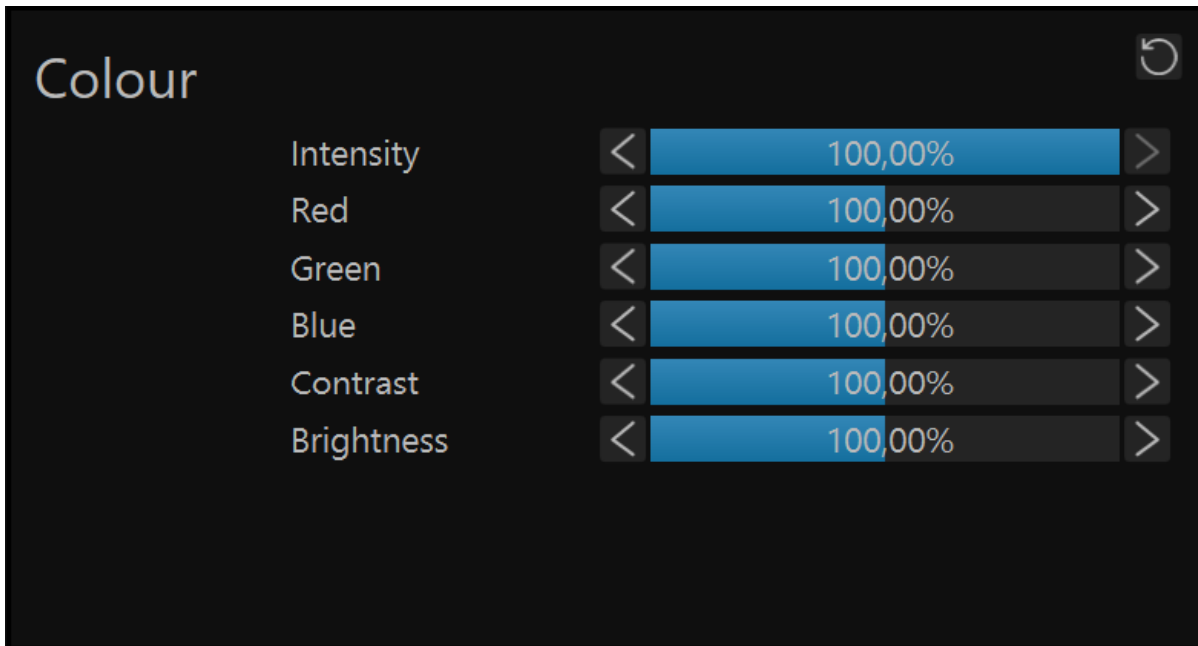 Colour
Intensity 100,00%
Red 100,00%
Green 100,00%
Blue 100,00%
Contrast 100,00%
Brightness 100,00%